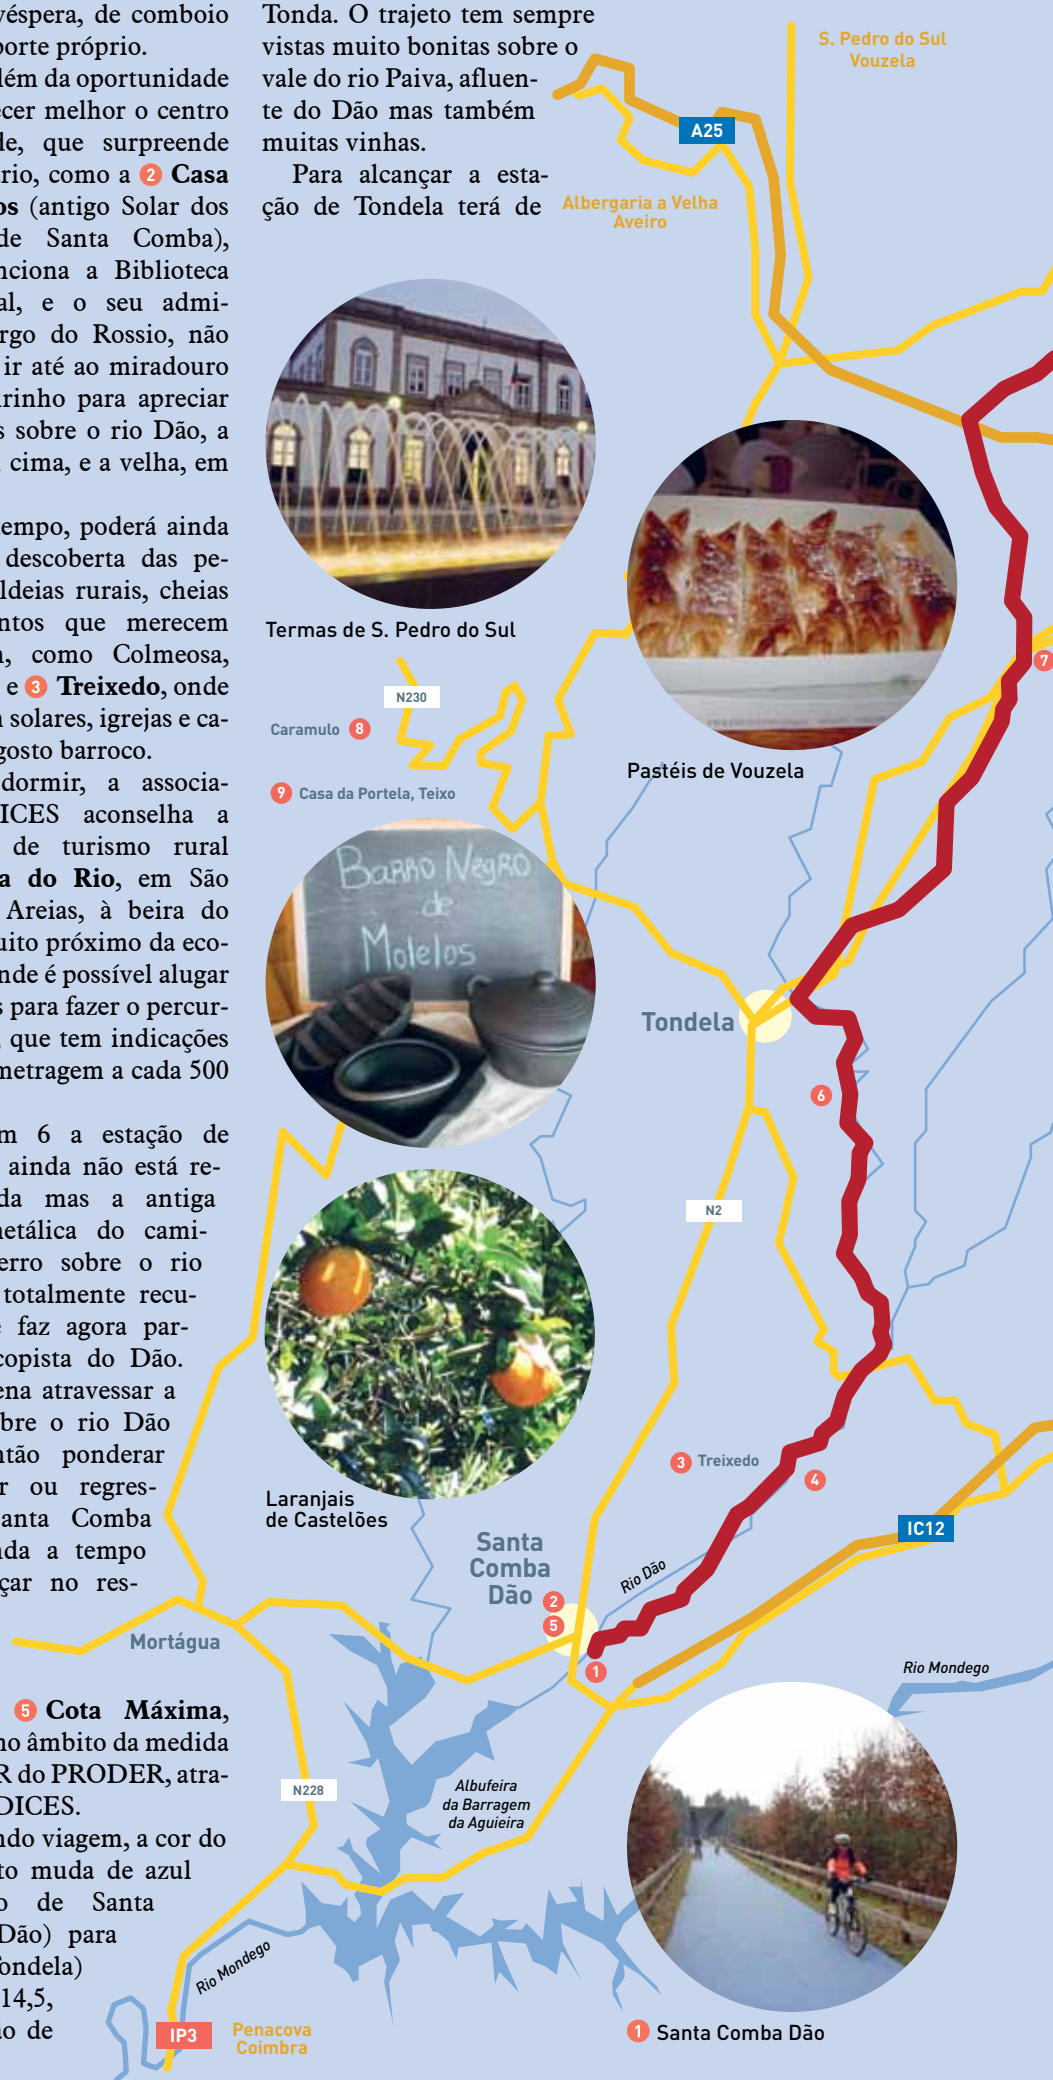 véspera, de comboio
porte próprio.
lém da oportunidade
ecer melhor o centro
de, que surpreende
rio, como a 2 Casa
os (antigo Solar dos
de Santa Comba),
nciona a Biblioteca
al, e o seu admi-
rgo do Rossio, não
ir até ao miradouro
irinho para apreciar
s sobre o rio Dão, a
cima, e a velha, em
tempo, poderá ainda
descoberta das pe-
ldeias rurais, cheias
ntos que merecem
n, como Colmeosa,
e 3 Treixedo, onde
n solares, igrejas e ca-
gosto barroco.
dormir, a associa-
DICES aconselha a
de turismo rural
a do Rio, em São
Areias, à beira do
uito próximo da eco-
nde é possível alugar
s para fazer o percur-
, que tem indicações
metragem a cada 500
m 6 a estação de
ainda não está re-
da mas a antiga
metálica do cami-
erro sobre o rio
totalmente recu-
e faz agora par-
copista do Dão.
ena atravessar a
bre o rio Dão
ntão ponderar
r ou regres-
anta Comba
nda a tempo
çar no res-
5 Cota Máxima,
no âmbito da medida
R do PRODER, atra-
DICES.
ndo viagem, a cor do
to muda de azul
o de Santa
Dão) para
ondela)
14,5,
ão de
Tonda. O trajeto tem sempre
vistas muito bonitas sobre o
vale do rio Paiva, afluen-
te do Dão mas também
muitas vinhas.
Para alcançar a esta-
ção de Tondela terá de
S. Pedro do Sul
Vouzela
A25
Albergaria a Velha
Aveiro
Termas de S. Pedro do Sul
7
N230
Caramulo 8
Pastéis de Vouzela
9 Casa da Portela, Teixo
Barro Negro
de
Molelos
Tondela
6
N2
3 Treixedo
4
Laranjais
de Castelões
IC12
Santa
Comba
Dão
2
5
Rio Dão
1
Mortágua
Rio Mondego
N228
Albufeira
da Barragem
da Aguieira
Rio Mondego
IP3
Penacova
Coimbra
1 Santa Comba Dão